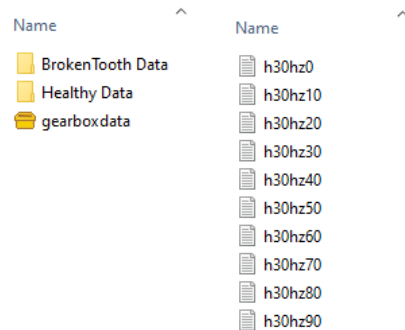 Name
BrokenTooth Data
Healthy Data
gearboxdata
Name
h30hz0
h30hz10
h30hz20
h30hz30
h30hz40
h30hz50
h30hz60
h30hz70
h30hz80
h30hz90